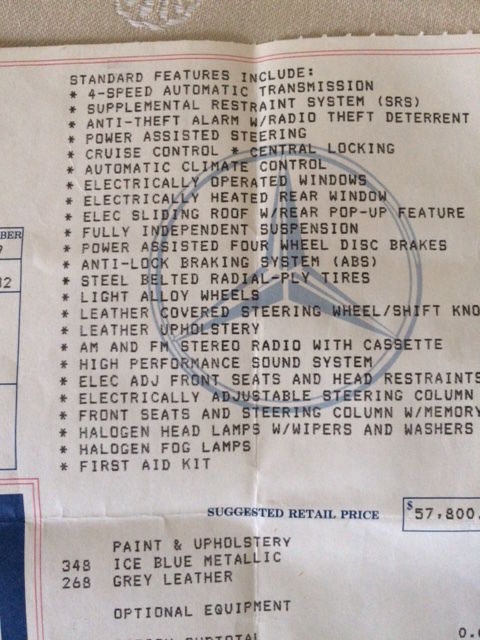 STANDARD FEATURES INCLUDE:
* 4-SPEED AUTOMATIC TRANSMISSION
* SUPPLEMENTAL RESTRAINT SYSTEM (SRS)
* ANTI-THEFT ALARM W/RADIO THEFT DETERRENT
* POWER ASSISTED STEERING
* CRUISE CONTROL * CENTRAL LOCKING
* AUTOMATIC CLIMATE CONTROL
* ELECTRICALLY OPERATED WINDOWS
* ELECTRICALLY HEATED REAR WINDOW
* ELEC SLIDING ROOF W/REAR POP-UP FEATURE
* FULLY INDEPENDENT SUSPENSION
BER
* POWER ASSISTED FOUR WHEEL DISC BRAKES
* ANTI-LOCK BRAKING SYSTEM (ABS)
* STEEL BELTED RADIAL-PLY TIRES
* LIGHT ALLOY WHEELS
* LEATHER COVERED STEERING WHEEL/SHIFT KNO
* LEATHER UPHOLSTERY
* AM AND FM STEREO RADIO WITH CASSETTE
* HIGH PERFORMANCE SOUND SYSTEM
* ELEC ADJ FRONT SEATS AND HEAD RESTRAINTS
* ELECTRICALLY ADJUSTABLE STEERING COLUMN
* FRONT SEATS AND STEERING COLUMN W/MEMORY
* HALOGEN HEAD LAMPS W/WIPERS AND WASHERS
* HALOGEN FOG LAMPS
* FIRST AID KIT
SUGGESTED RETAIL PRICE $57,800.
PAINT & UPHOLSTERY
348 ICE BLUE METALLIC
268 GREY LEATHER
OPTIONAL EQUIPMENT